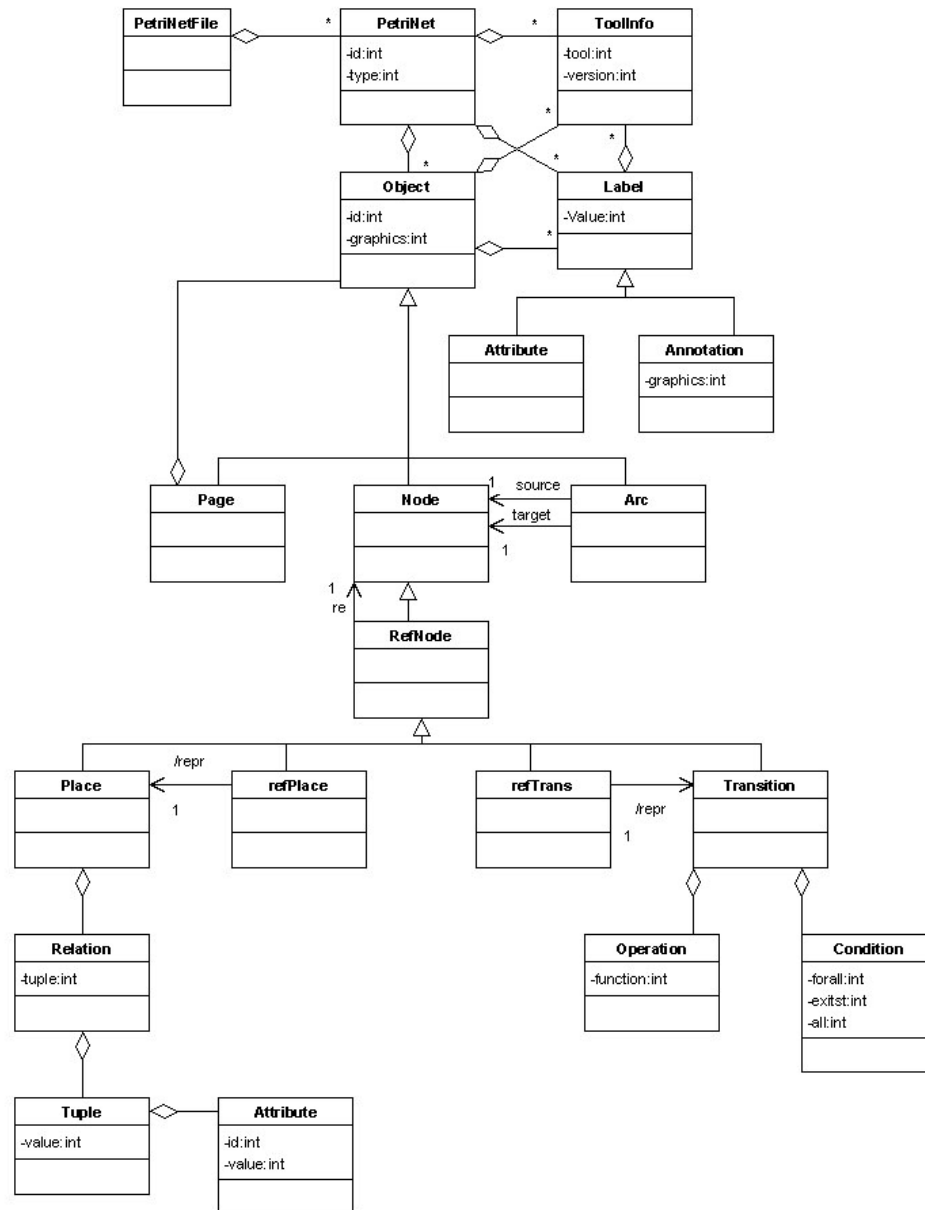 PetriNetFile
*
PetriNet
-id:int
-type:int
*
ToolInfo
-tool:int
-version:int
*
*
*
*
Object
-id:int
-graphics:int
*
Label
-Value:int
Attribute
Annotation
-graphics:int
Page
Node
1
source
target
1
Arc
1
re
RefNode
Place
/repr
1
refPlace
refTrans
/repr
1
Transition
Relation
-tuple:int
Operation
-function:int
Condition
-forall:int
-exitst:int
-all:int
Tuple
-value:int
Attribute
-id:int
-value:int